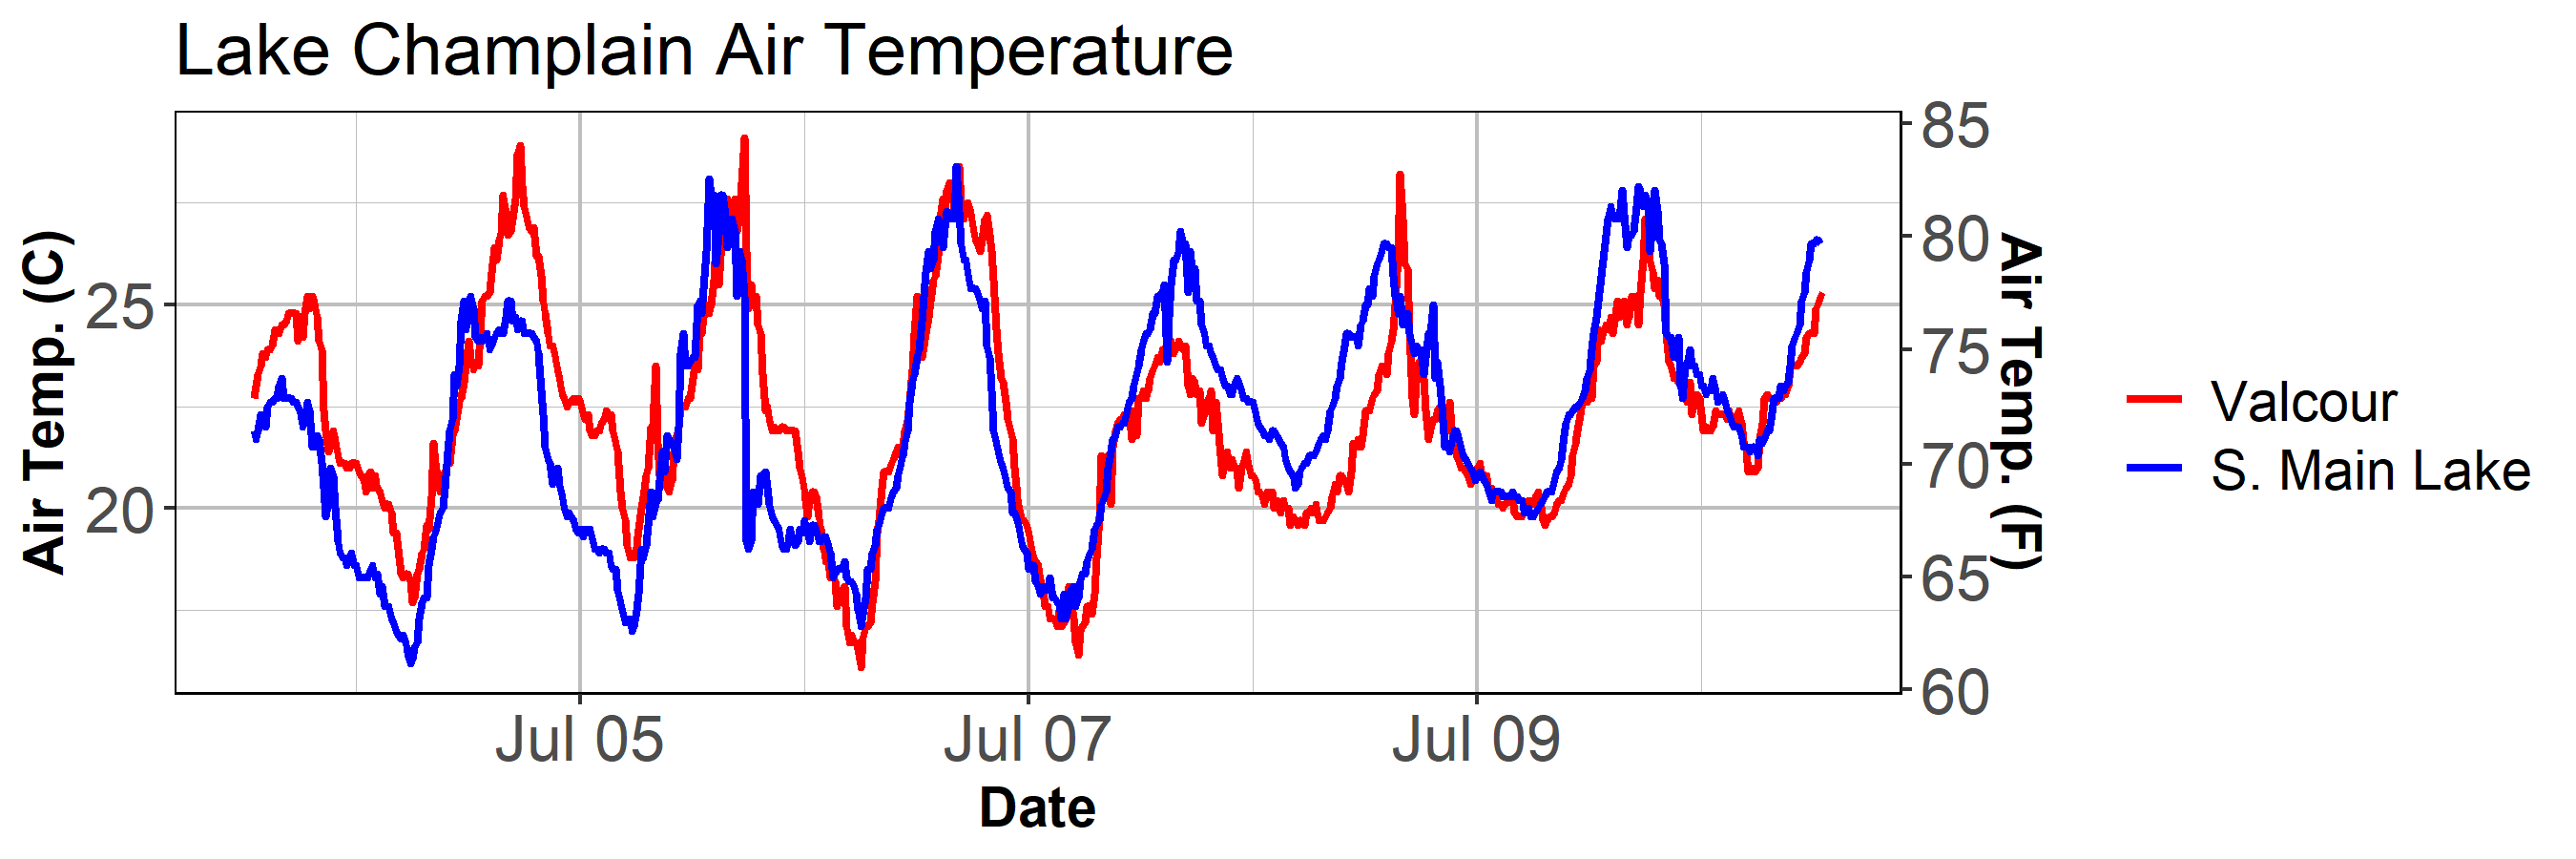 Lake Champlain Air Temperature
Air Temp. (C)
25
20
85
80
75
70
65
60
Air Temp. (F)
Jul 05
Jul 07
Jul 09
Date
Valcour
S. Main Lake